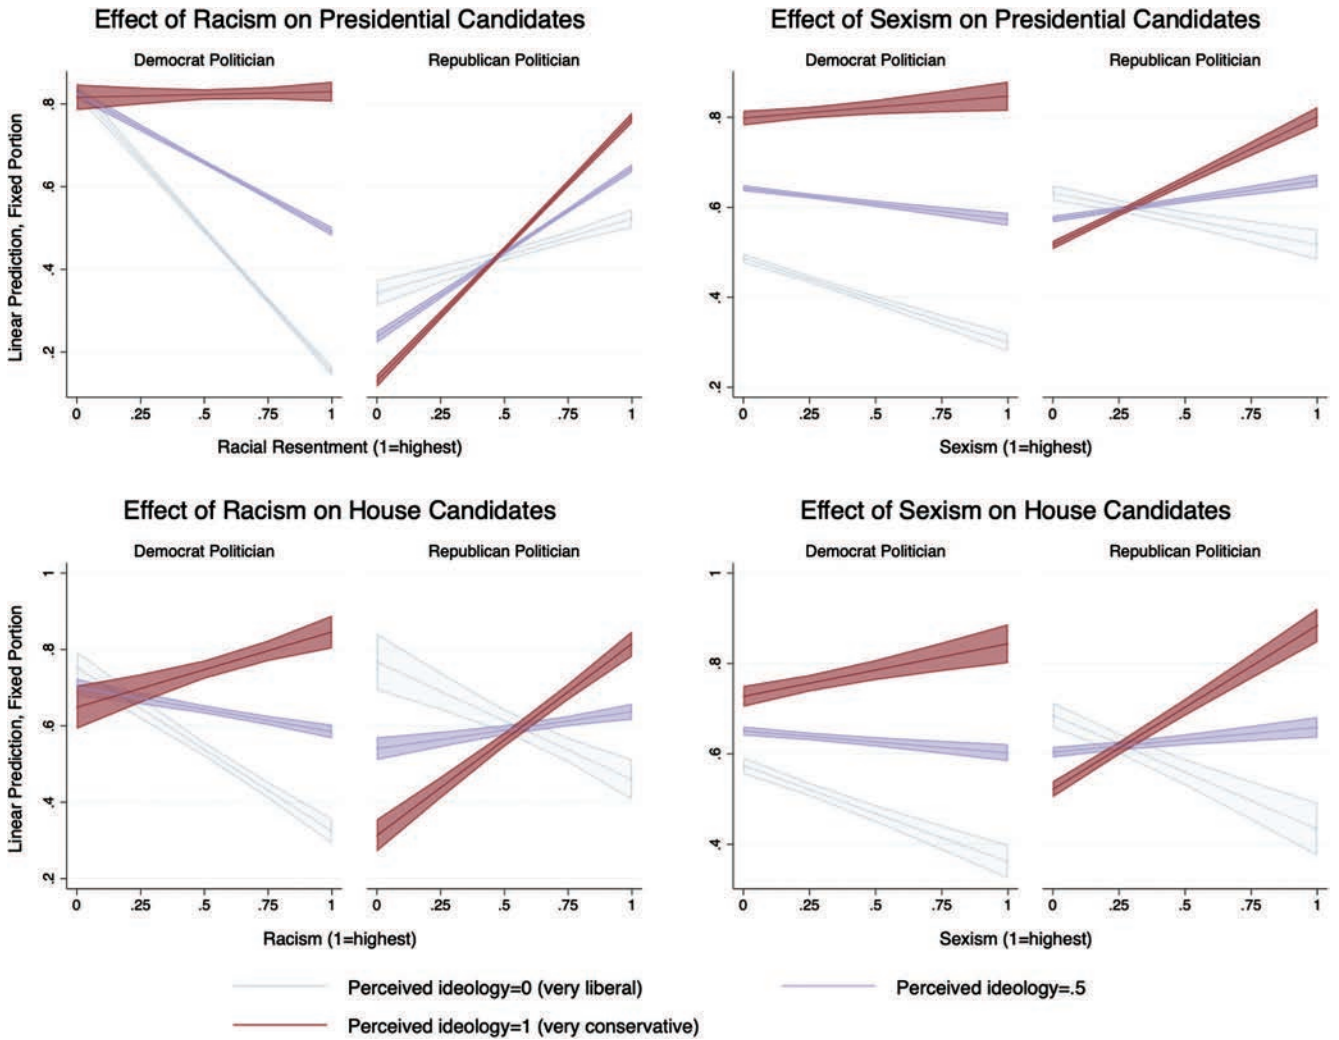 Effect of Racism on Presidential Candidates
Democrat Politician
Republican Politician
Linear Prediction, Fixed Portion
.8
.6
.4
.2
0 .25 .5 .75 1
0 .25 .5 .75 1
Racial Resentment (1=highest)
Effect of Sexism on Presidential Candidates
Democrat Politician
Republican Politician
.8
.6
.4
.2
0 .25 .5 .75 1
0 .25 .5 .75 1
Sexism (1=highest)
Effect of Racism on House Candidates
Democrat Politician
Republican Politician
Linear Prediction, Fixed Portion
1
.8
.6
.4
.2
0 .25 .5 .75 1
0 .25 .5 .75 1
Racism (1=highest)
Effect of Sexism on House Candidates
Democrat Politician
Republican Politician
1
.8
.6
.4
0 .25 .5 .75 1
0 .25 .5 .75 1
Sexism (1=highest)
Perceived ideology=0 (very liberal)
Perceived ideology=.5
Perceived ideology=1 (very conservative)